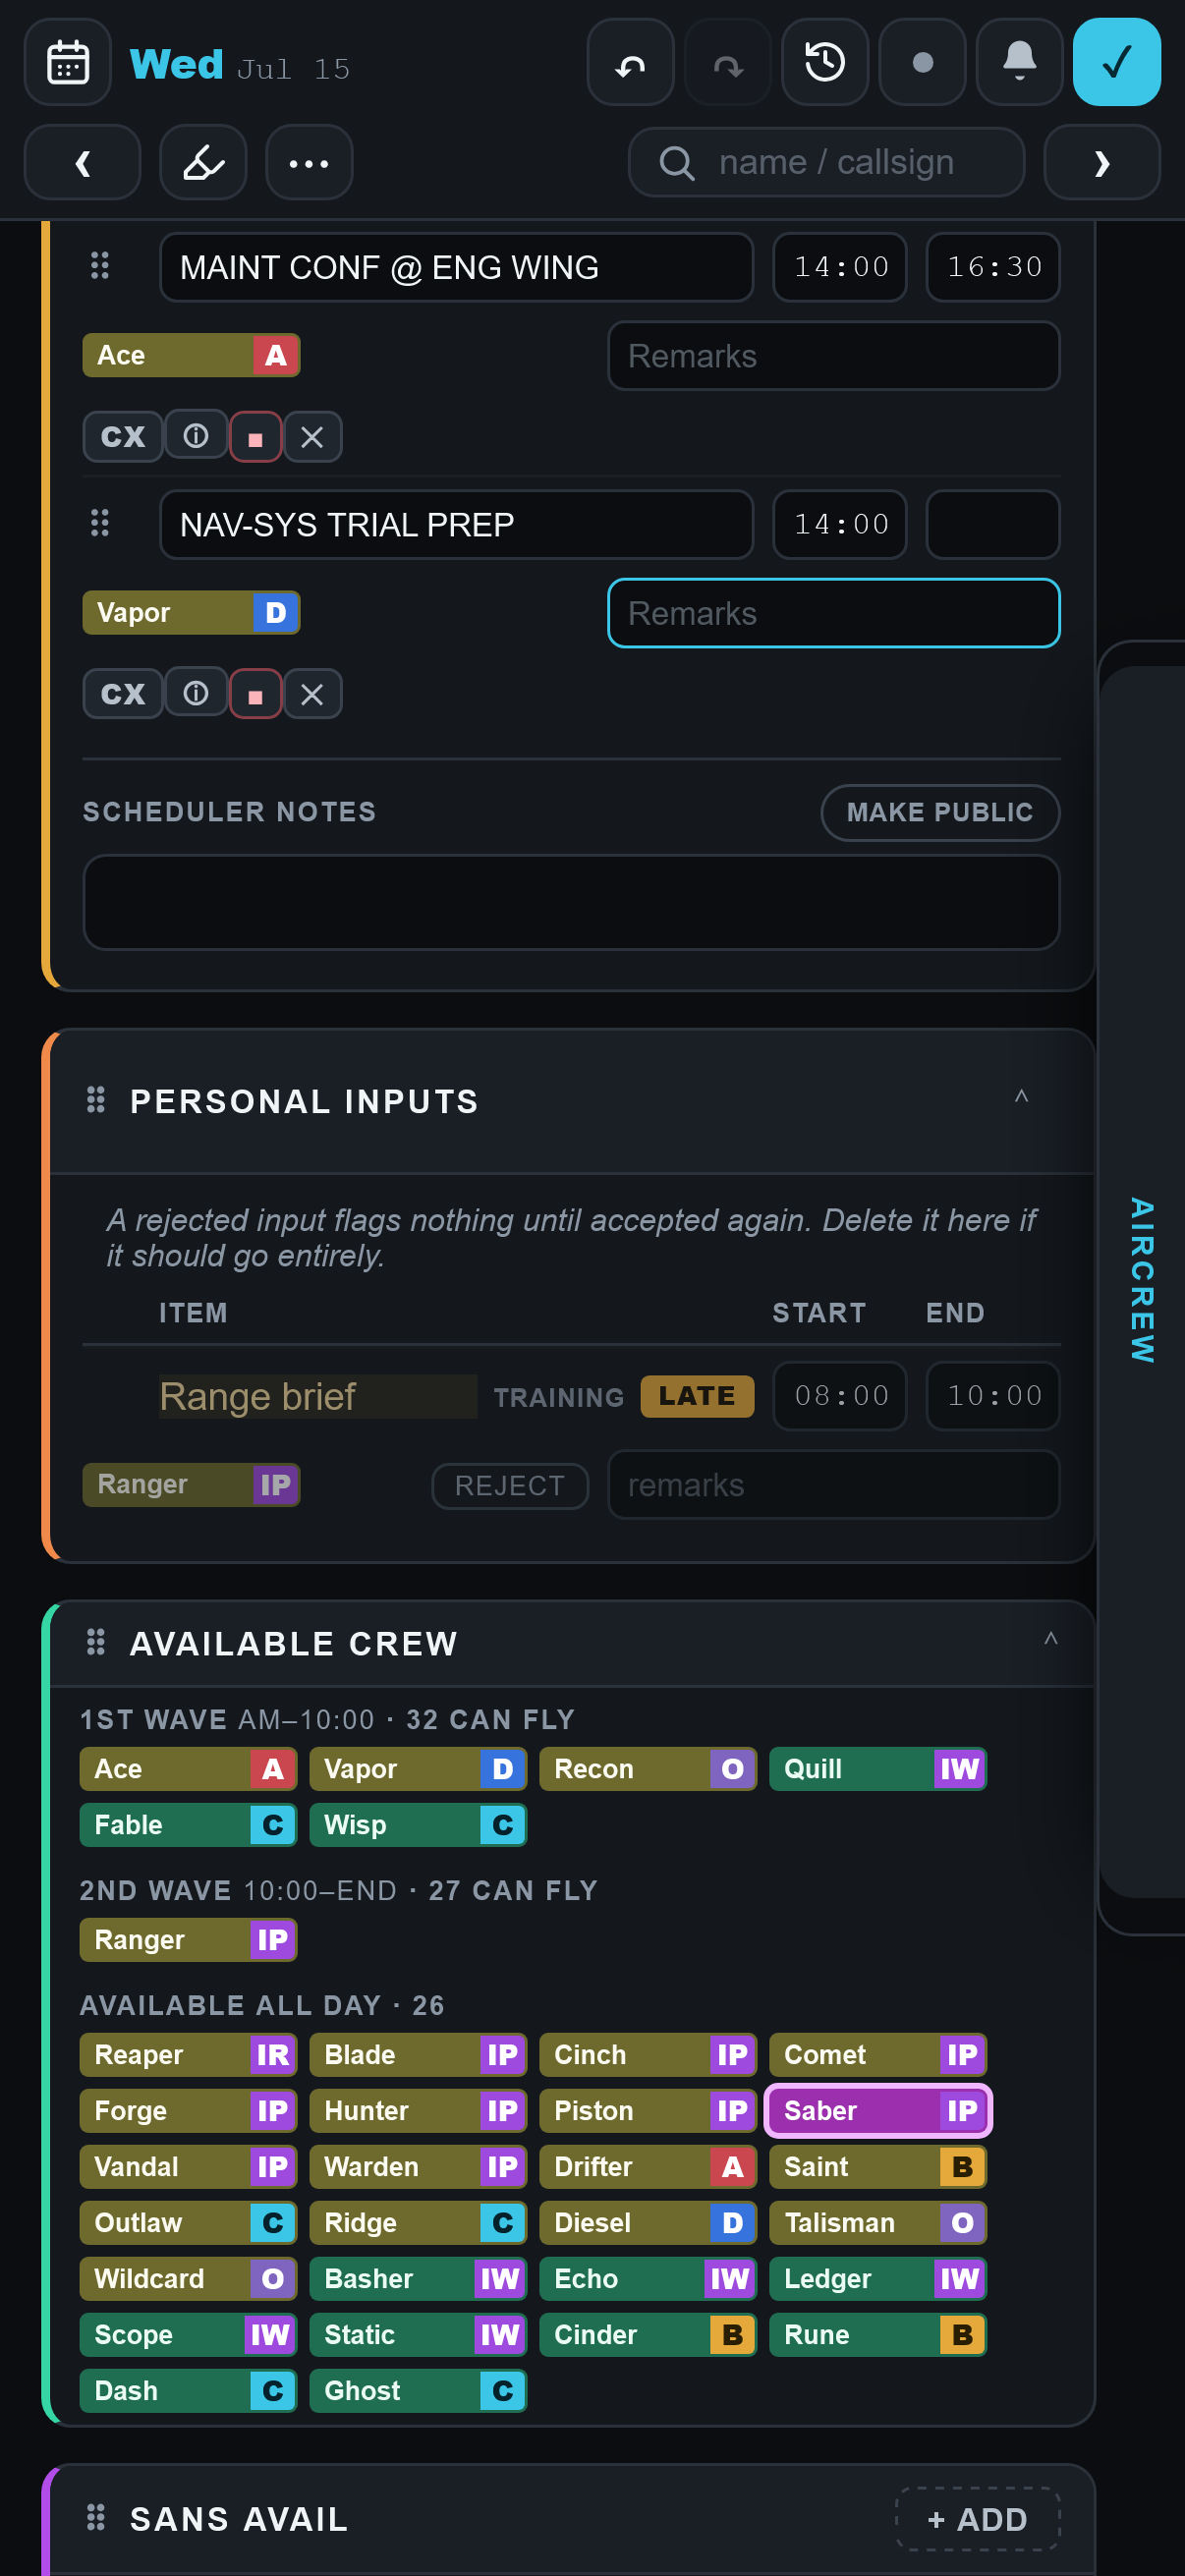 Wed Jul 15
name / callsign
MAINT CONF @ ENG WING 14:00 16:30
Ace A Remarks
CX
NAV-SYS TRIAL PREP 14:00
Vapor D Remarks
CX
SCHEDULER NOTES MAKE PUBLIC
PERSONAL INPUTS
A rejected input flags nothing until accepted again. Delete it here if
it should go entirely.
ITEM START END
Range brief TRAINING LATE 08:00 10:00
Ranger IP REJECT remarks
AIRCREW
AVAILABLE CREW
1ST WAVE AM–10:00 · 32 CAN FLY
Ace A Vapor D Recon O Quill IW
Fable C Wisp C
2ND WAVE 10:00–END · 27 CAN FLY
Ranger IP
AVAILABLE ALL DAY · 26
Reaper IR Blade IP Cinch IP Comet IP
Forge IP Hunter IP Piston IP Saber IP
Vandal IP Warden IP Drifter A Saint B
Outlaw C Ridge C Diesel D Talisman O
Wildcard O Basher IW Echo IW Ledger IW
Scope IW Static IW Cinder B Rune B
Dash C Ghost C
SANS AVAIL + ADD